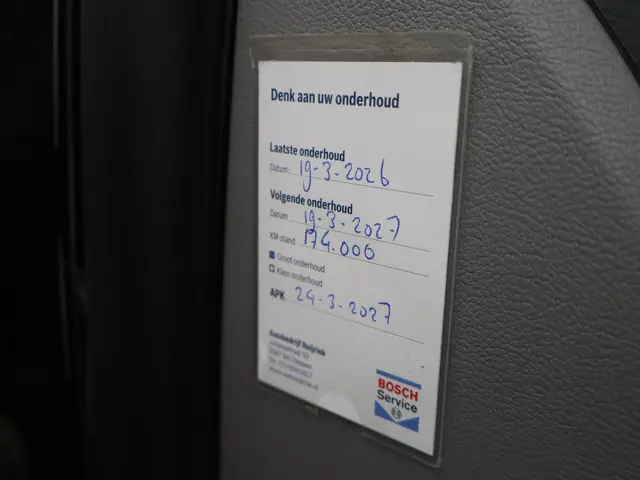 Denk aan uw onderhoud
Laatste onderhoud
Datum: 19-3-2026
Volgende onderhoud
Datum 19-3-2027
KM-stand 174.000
Groot onderhoud
Klein onderhoud
APK 24-3-2027
Autobedrijf
BOSCH
Service